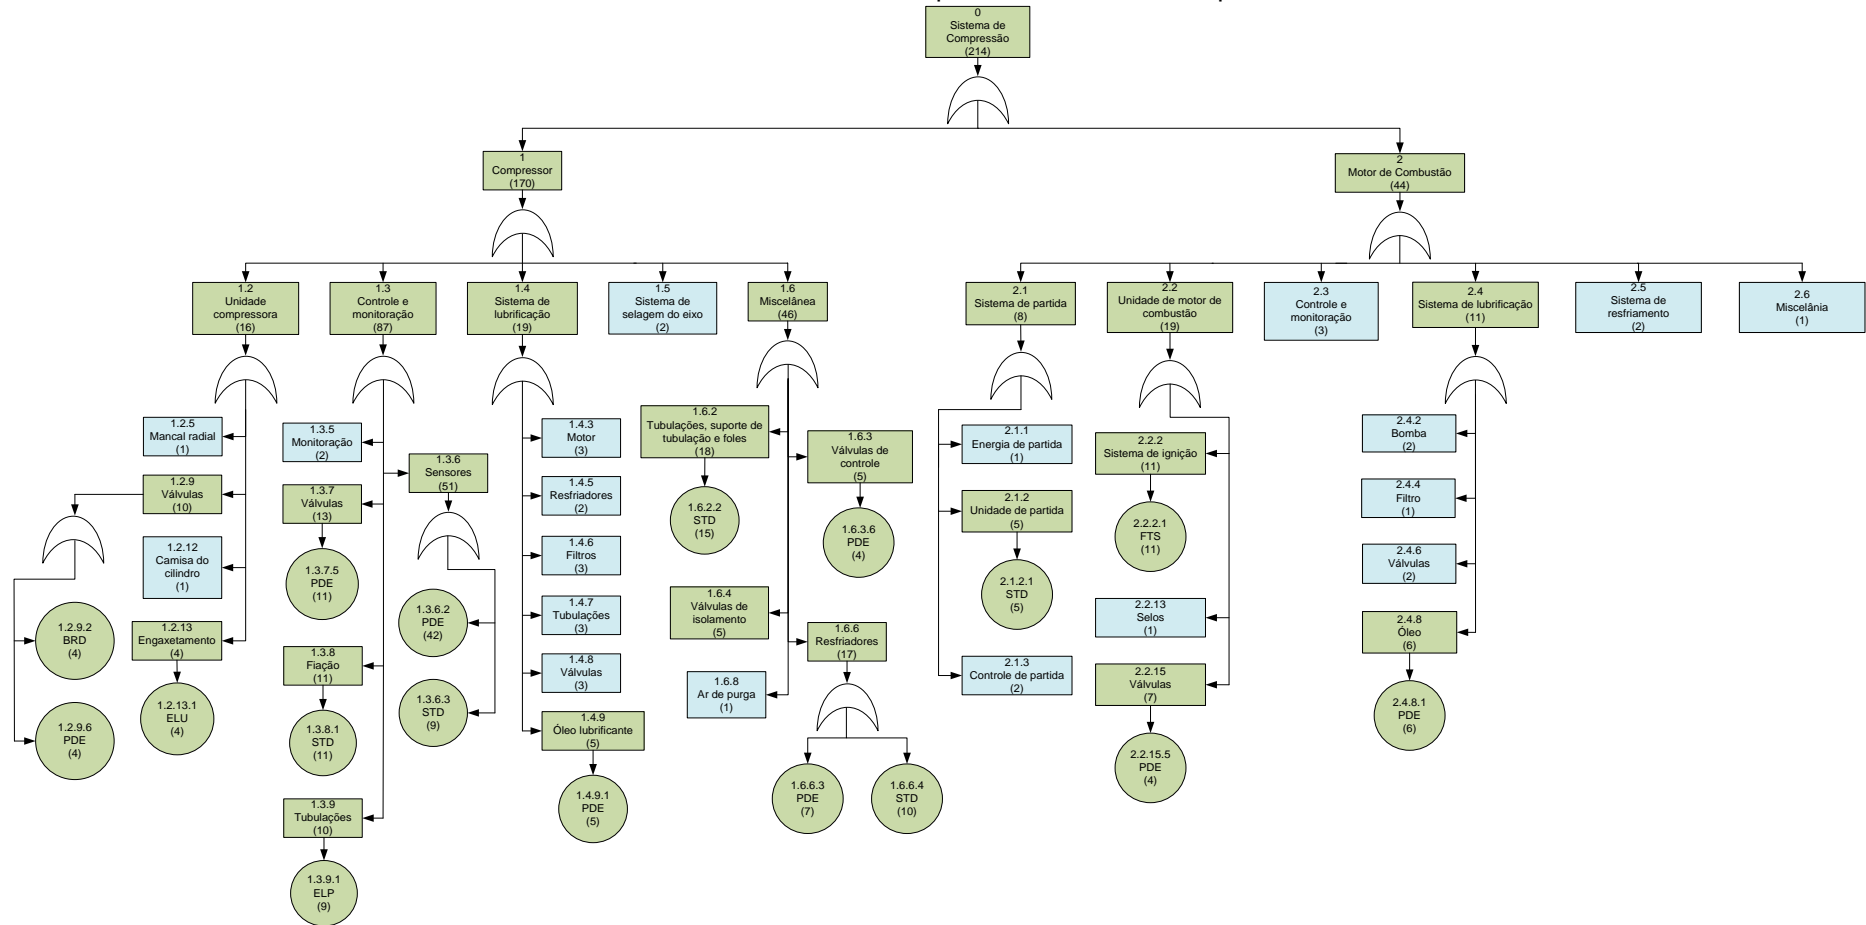 0
Sistema de
Compressão
(214)
1
Compressor
(170)
2
Motor de Combustão
(44)
1.2
Unidade
compressora
(16)
1.3
Controle e
monitoração
(87)
1.4
Sistema de
lubrificação
(19)
1.5
Sistema de
selagem do eixo
(2)
1.6
Miscelânea
(46)
2.1
Sistema de partida
(8)
2.2
Unidade de motor de
combustão
(19)
2.3
Controle e
monitoração
(3)
2.4
Sistema de lubrificação
(11)
2.5
Sistema de
resfriamento
(2)
2.6
Miscelânia
(1)
1.2.5
Mancal radial
(1)
1.2.9
Válvulas
(10)
1.2.12
Camisa do
cilindro
(1)
1.2.9.2
BRD
(4)
1.2.13
Engaxetamento
(4)
1.2.9.6
PDE
(4)
1.2.13.1
ELU
(4)
1.3.5
Monitoração
(2)
1.3.6
Sensores
(51)
1.3.7
Válvulas
(13)
1.3.7.5
PDE
(11)
1.3.6.2
PDE
(42)
1.3.8
Fiação
(11)
1.3.6.3
STD
(9)
1.3.8.1
STD
(11)
1.3.9
Tubulações
(10)
1.3.9.1
ELP
(9)
1.4.3
Motor
(3)
1.4.5
Resfriadores
(2)
1.4.6
Filtros
(3)
1.4.7
Tubulações
(3)
1.4.8
Válvulas
(3)
1.4.9
Óleo lubrificante
(5)
1.4.9.1
PDE
(5)
1.6.2
Tubulações, suporte de
tubulação e foles
(18)
1.6.3
Válvulas de
controle
(5)
1.6.2.2
STD
(15)
1.6.3.6
PDE
(4)
1.6.4
Válvulas de
isolamento
(5)
1.6.6
Resfriadores
(17)
1.6.8
Ar de purga
(1)
1.6.6.3
PDE
(7)
1.6.6.4
STD
(10)
2.1.1
Energia de partida
(1)
2.1.2
Unidade de partida
(5)
2.1.2.1
STD
(5)
2.1.3
Controle de partida
(2)
2.2.2
Sistema de ignição
(11)
2.2.2.1
FTS
(11)
2.2.13
Selos
(1)
2.2.15
Válvulas
(7)
2.2.15.5
PDE
(4)
2.4.2
Bomba
(2)
2.4.4
Filtro
(1)
2.4.6
Válvulas
(2)
2.4.8
Óleo
(6)
2.4.8.1
PDE
(6)